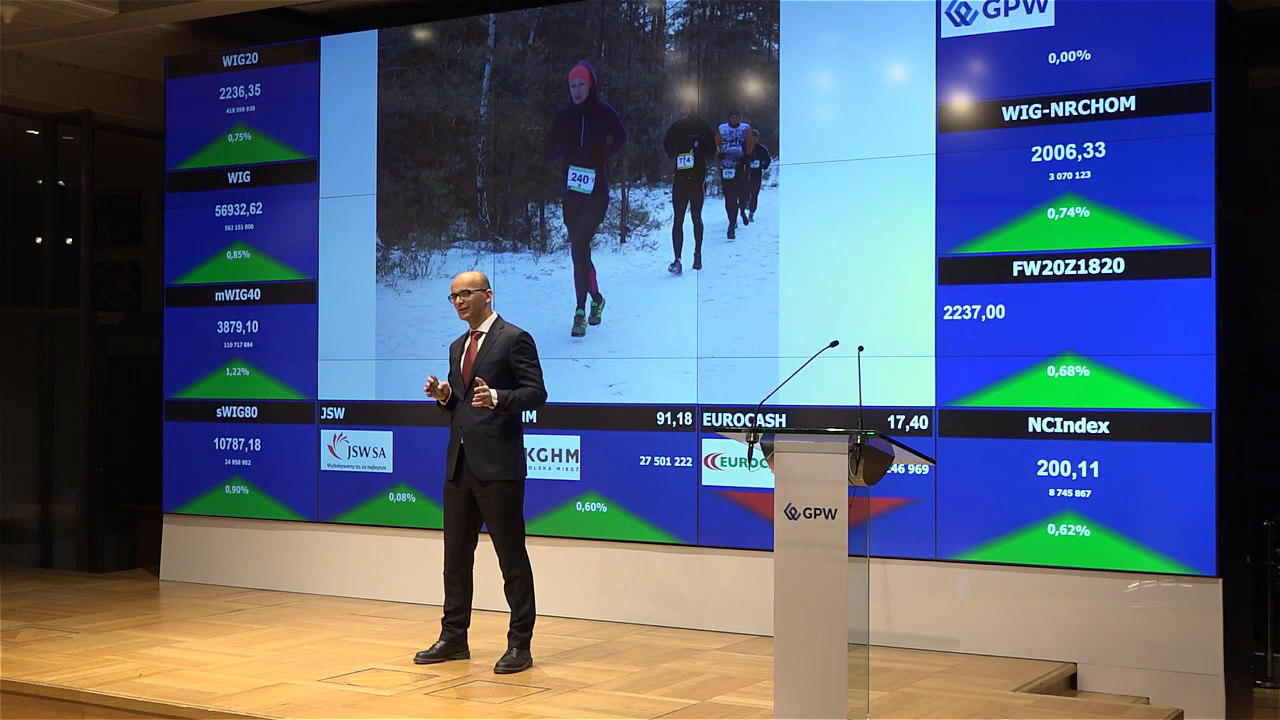 WIG20
2236,35
418 599 038
0,75%
WIG
56932,62
562 151 000
0,85%
mWIG40
3879,10
110 717 884
1,22%
sWIG80
10787,18
24 956 902
0,90%
240
774
JSW
JSW SA
Wydobywamy to, co najlepsze
0,08%
91,18
KGHM
POLSKA MIEDŹ
27 501 222
0,60%
EUROCASH 17,40
EUROC
246 969
GPW
GPW
0,00%
WIG-NRCHOM
2006,33
3 070 123
0,74%
FW20Z1820
2237,00
0,68%
NCIndex
200,11
8 745 867
0,62%